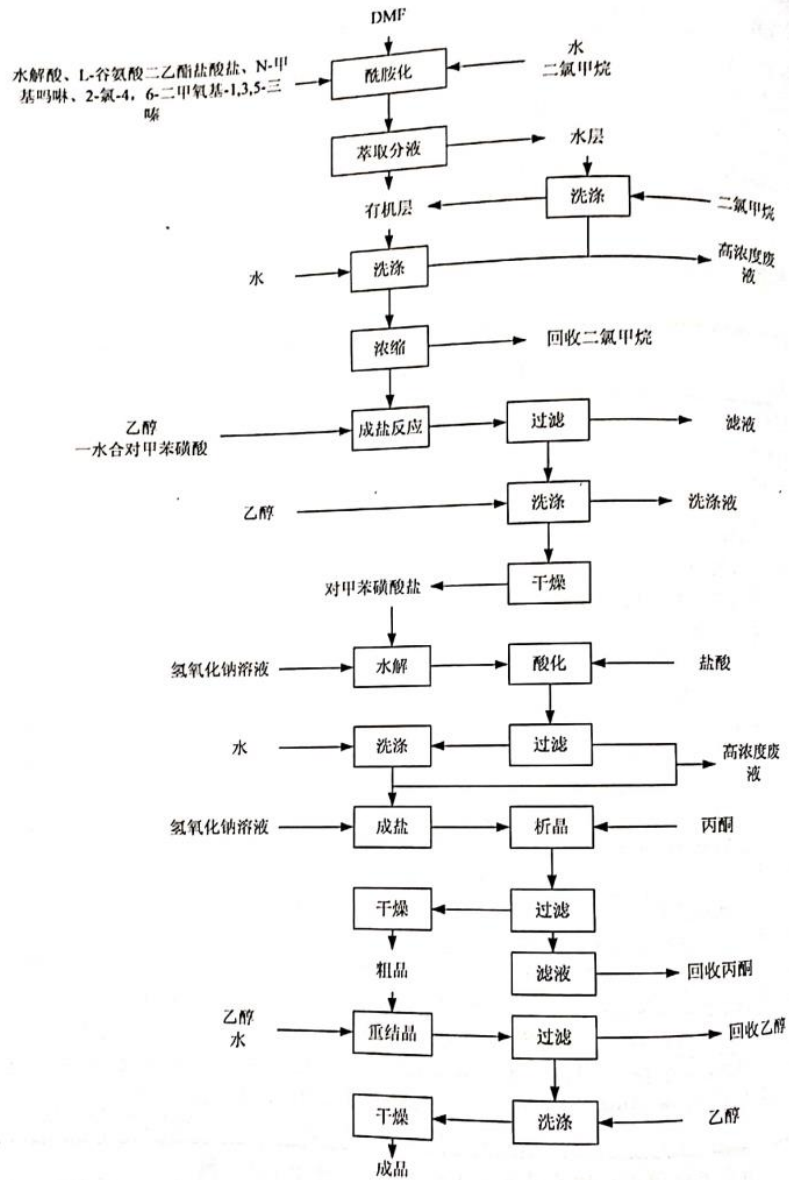 DMF
水解酸、L-谷氨酸二乙酯盐酸盐、N-甲
基吗啉、2-氯-4，6-二甲氧基-1,3,5-三
嗪
酰胺化
水
二氯甲烷
萃取分液
水层
有机层
洗涤
二氯甲烷
水
洗涤
高浓度废
液
浓缩
回收二氯甲烷
乙醇
一水合对甲苯磺酸
成盐反应
过滤
滤液
乙醇
洗涤
洗涤液
对甲苯磺酸盐
干燥
氢氧化钠溶液
水解
酸化
盐酸
水
洗涤
过滤
高浓度废
液
氢氧化钠溶液
成盐
析晶
丙酮
干燥
过滤
粗品
滤液
回收丙酮
乙醇
水
重结晶
过滤
回收乙醇
干燥
洗涤
乙醇
成品